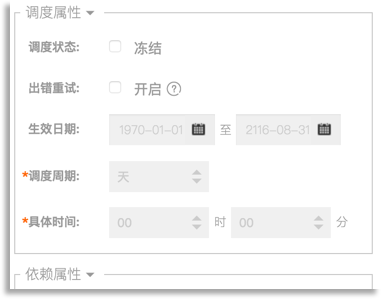 调度属性
调度状态: 冻结
出错重试: 开启 ?
生效日期: 1970-01-01 至 2116-08-31
*调度周期: 天
*具体时间: 00 时 00 分
依赖属性